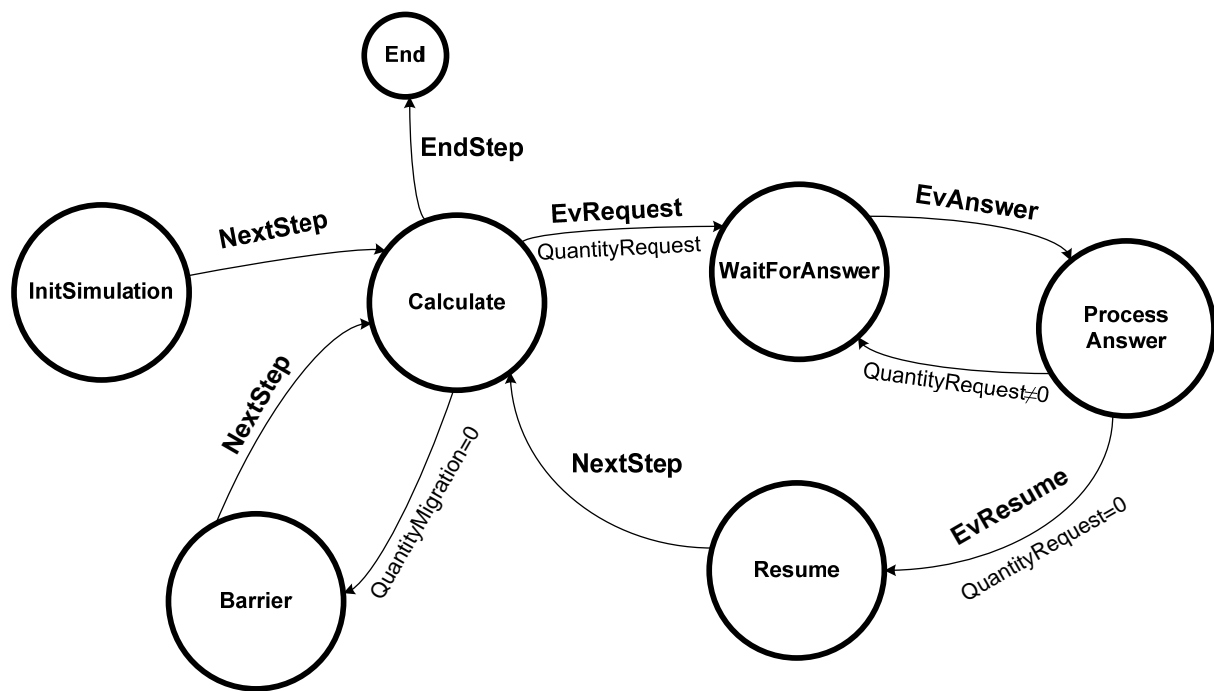 End
EndStep
EvRequest
QuantityRequest
EvAnswer
NextStep
InitSimulation
Calculate
WaitForAnswer
Process
Answer
QuantityRequest≠0
NextStep
QuantityMigration=0
NextStep
EvResume
QuantityRequest=0
Barrier
Resume